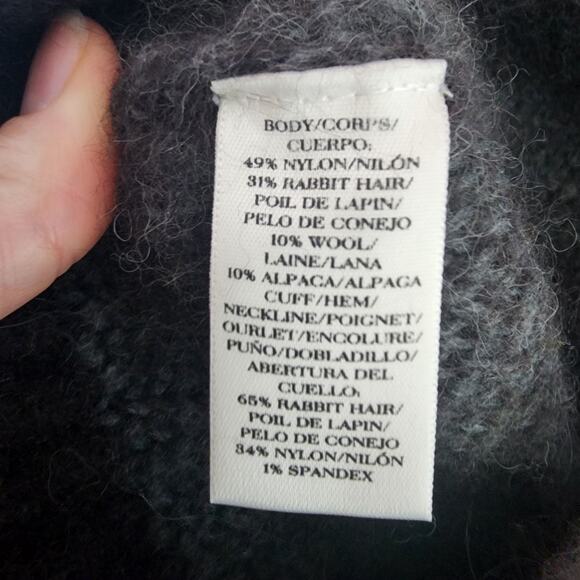 BODY/CORPS/
CUERPO:
49% NYLON/NILÓN
31% RABBIT HAIR/
POIL DE LAPIN/
PELO DE CONEJO
10% WOOL/
LAINE/LANA
10% ALPACA/ALPAGA
CUFF/HEM/
NECKLINE/POIGNET/
OURLET/ENCOLURE/
PUÑO/DOBLADILLO/
ABERTURA DEL
CUELLO:
65% RABBIT HAIR/
POIL DE LAPIN/
PELO DE CONEJO
34% NYLON/NILÓN
1% SPANDEX